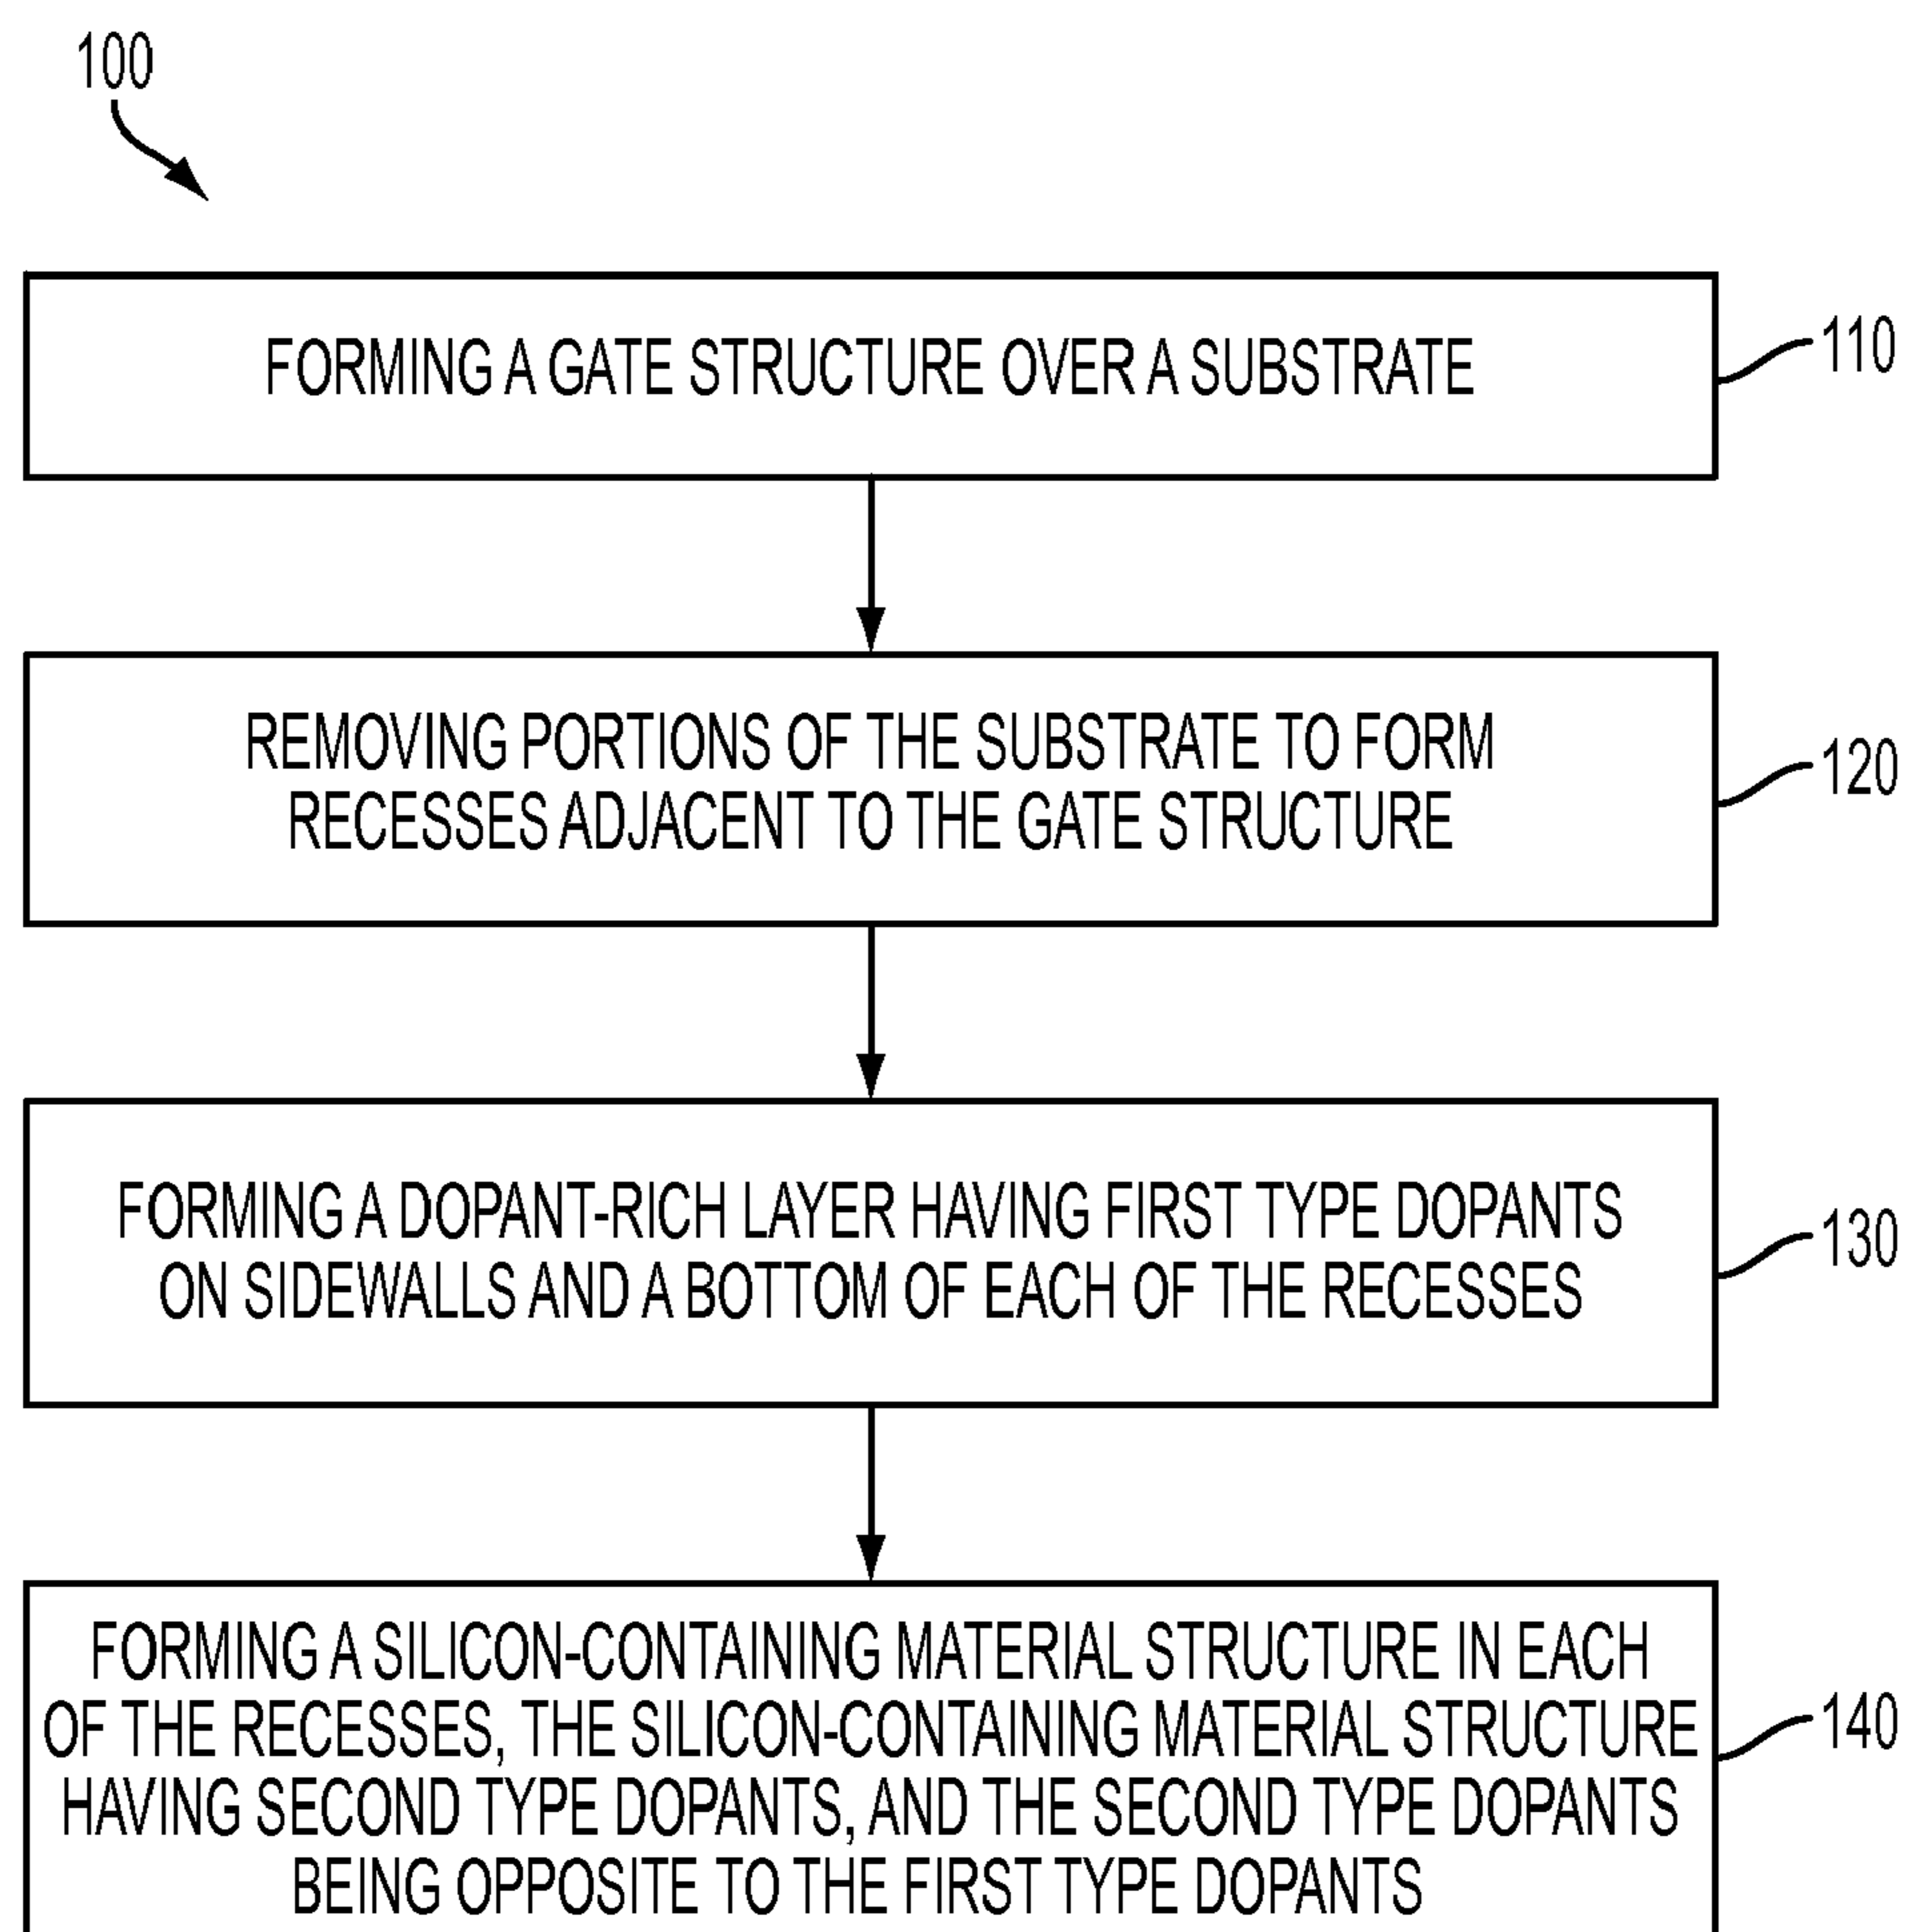 100
FORMING A GATE STRUCTURE OVER A SUBSTRATE
110
REMOVING PORTIONS OF THE SUBSTRATE TO FORM
RECESSES ADJACENT TO THE GATE STRUCTURE
120
FORMING A DOPANT-RICH LAYER HAVING FIRST TYPE DOPANTS
ON SIDEWALLS AND A BOTTOM OF EACH OF THE RECESSES
130
FORMING A SILICON-CONTAINING MATERIAL STRUCTURE IN EACH
OF THE RECESSES, THE SILICON-CONTAINING MATERIAL STRUCTURE
HAVING SECOND TYPE DOPANTS, AND THE SECOND TYPE DOPANTS
BEING OPPOSITE TO THE FIRST TYPE DOPANTS
140